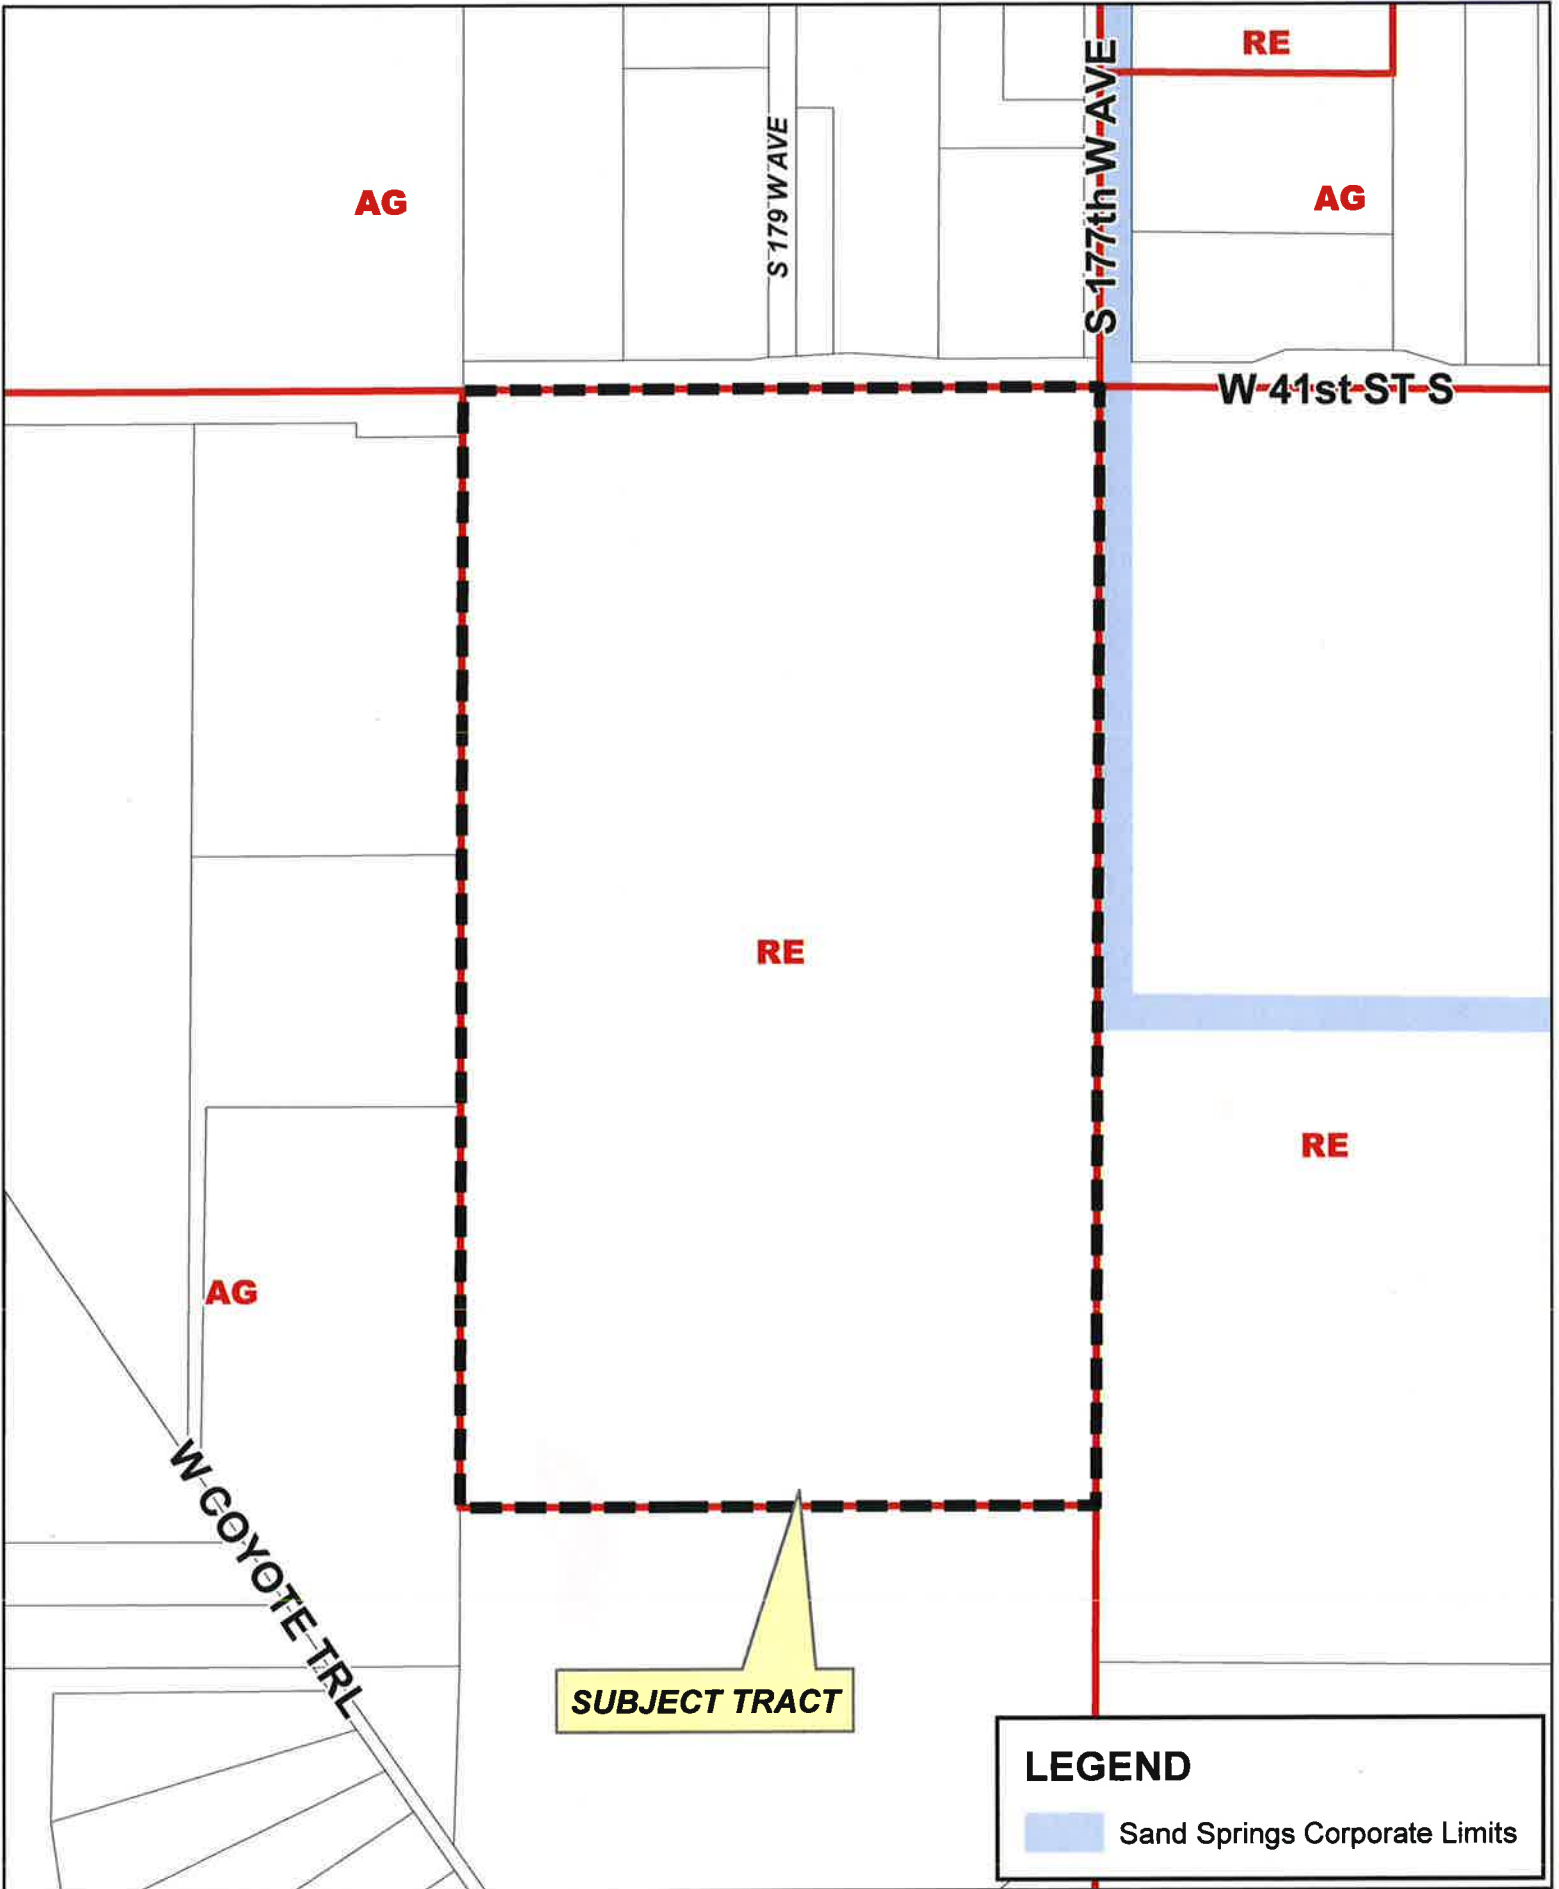 RE
S 177th W AVE
S 179 W AVE
AG
AG
W 41st ST S
RE
RE
AG
W COYOTE TRL
SUBJECT TRACT
LEGEND
Sand Springs Corporate Limits